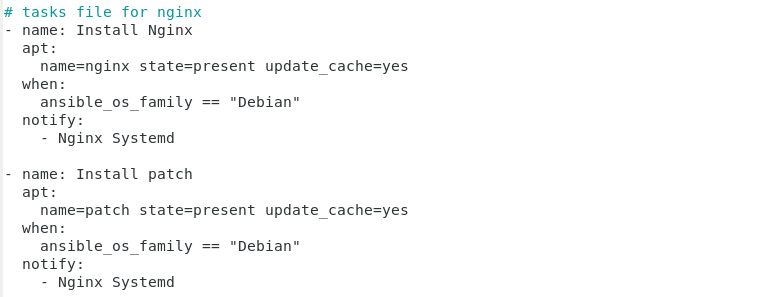 # tasks file for nginx
- name: Install Nginx
  apt:
    name=nginx state=present update_cache=yes
  when:
    ansible_os_family == "Debian"
  notify:
    - Nginx Systemd

- name: Install patch
  apt:
    name=patch state=present update_cache=yes
  when:
    ansible_os_family == "Debian"
  notify:
    - Nginx Systemd